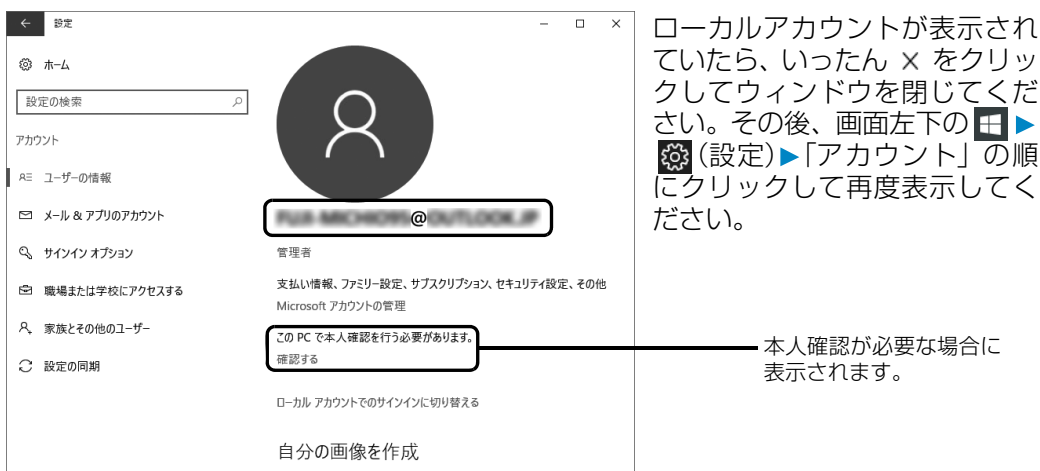 設定
ホーム
設定の検索
アカウント
ユーザーの情報
メール & アプリのアカウント
サインイン オプション
職場または学校にアクセスする
家族とその他のユーザー
設定の同期
@
管理者
支払い情報、ファミリー設定、サブスクリプション、セキュリティ設定、その他
Microsoft アカウントの管理
この PC で本人確認を行う必要があります。
確認する
ローカル アカウントでのサインインに切り替える
自分の画像を作成
ローカルアカウントが表示され
ていたら、いったん × をクリッ
クしてウィンドウを閉じてくだ
さい。その後、画面左下の ▶
(設定)▶「アカウント」の順
にクリックして再度表示してく
ださい。
本人確認が必要な場合に
表示されます。